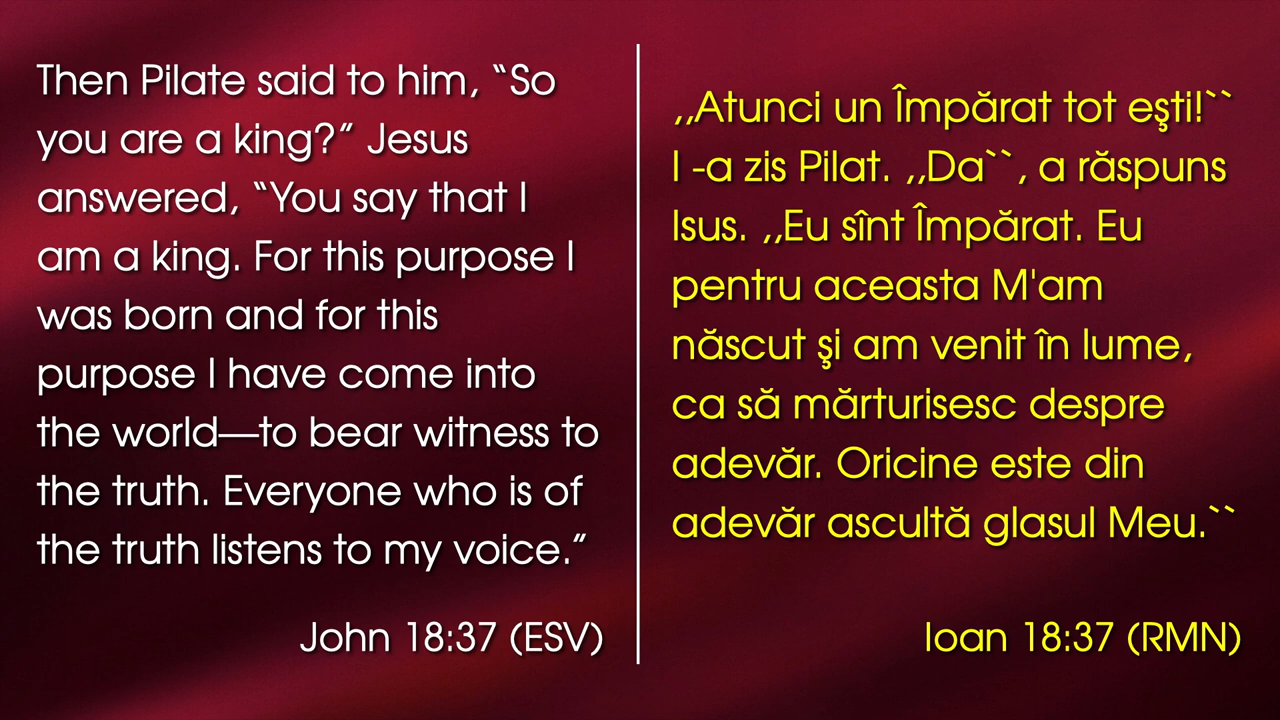 Then Pilate said to him, “So
you are a king?” Jesus
answered, “You say that I
am a king. For this purpose I
was born and for this
purpose I have come into
the world—to bear witness to
the truth. Everyone who is of
the truth listens to my voice.”
John 18:37 (ESV)
,,Atunci un Împărat tot eşti!``
I -a zis Pilat. ,,Da``, a răspuns
Isus. ,,Eu sînt Împărat. Eu
pentru aceasta M'am
născut şi am venit în lume,
ca să mărturisesc despre
adevăr. Oricine este din
adevăr ascultă glasul Meu.``
Ioan 18:37 (RMN)